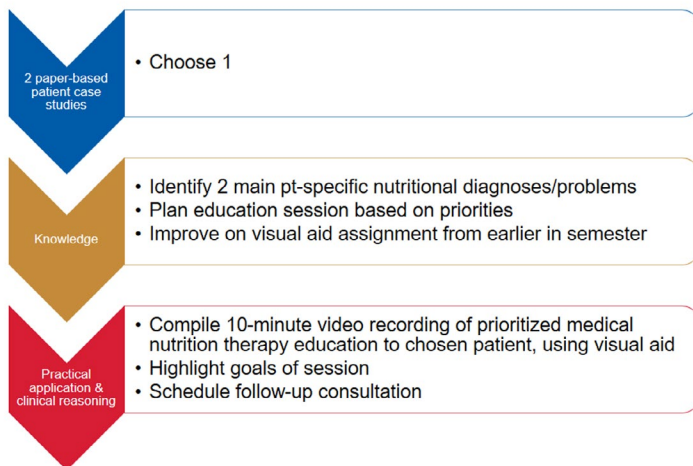 2 paper-based
patient case
studies
• Choose 1
Knowledge
• Identify 2 main pt-specific nutritional diagnoses/problems
• Plan education session based on priorities
• Improve on visual aid assignment from earlier in semester
Practical
application &
clinical reasoning
• Compile 10-minute video recording of prioritized medical
nutrition therapy education to chosen patient, using visual aid
• Highlight goals of session
• Schedule follow-up consultation